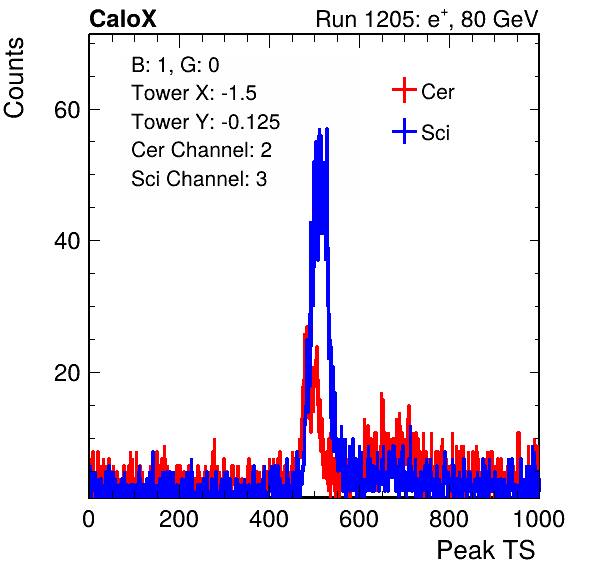 CaloX Run 1205: e⁺, 80 GeV
Counts
B: 1, G: 0
Tower X: -1.5
Tower Y: -0.125
Cer Channel: 2
Sci Channel: 3
Cer
Sci
60
40
20
0 200 400 600 800 1000
Peak TS